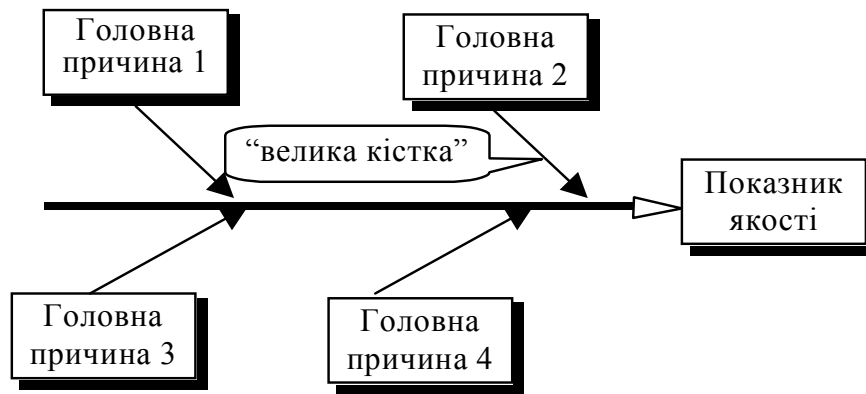 Головна
причина 1
Головна
причина 2
“велика кістка”
Показник
якості
Головна
причина 3
Головна
причина 4